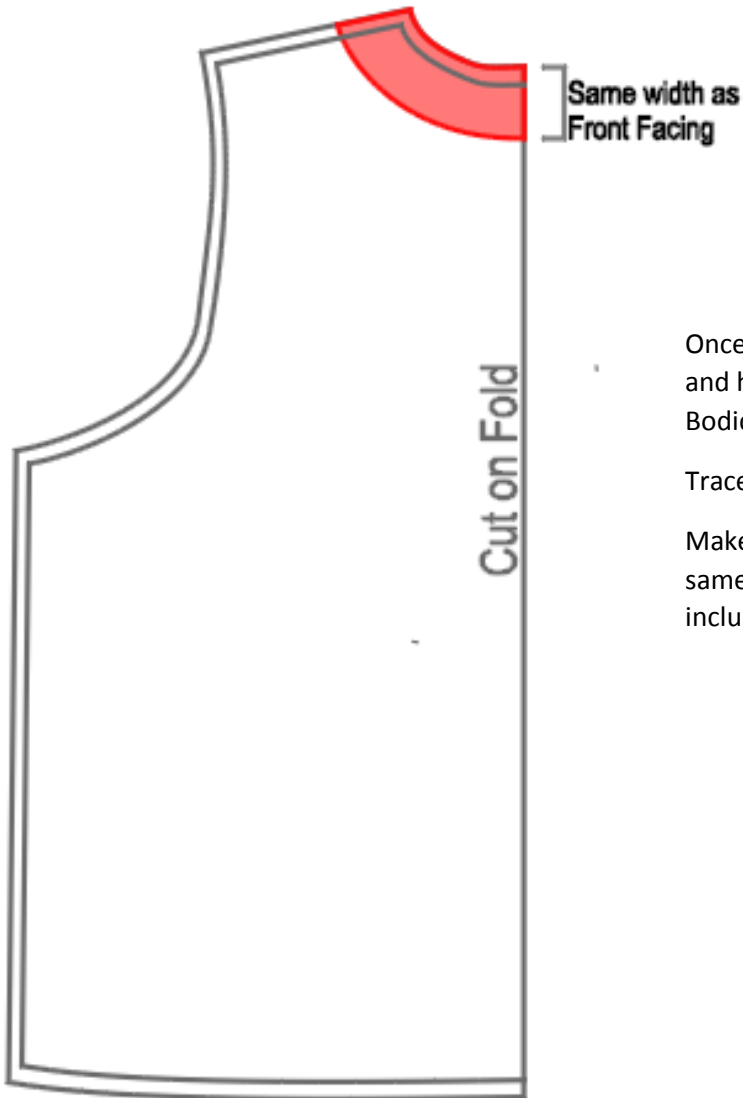 Same width as
Front Facing
Cut on Fold
Once
and h
Bodic
Trace
Make
same
inclu